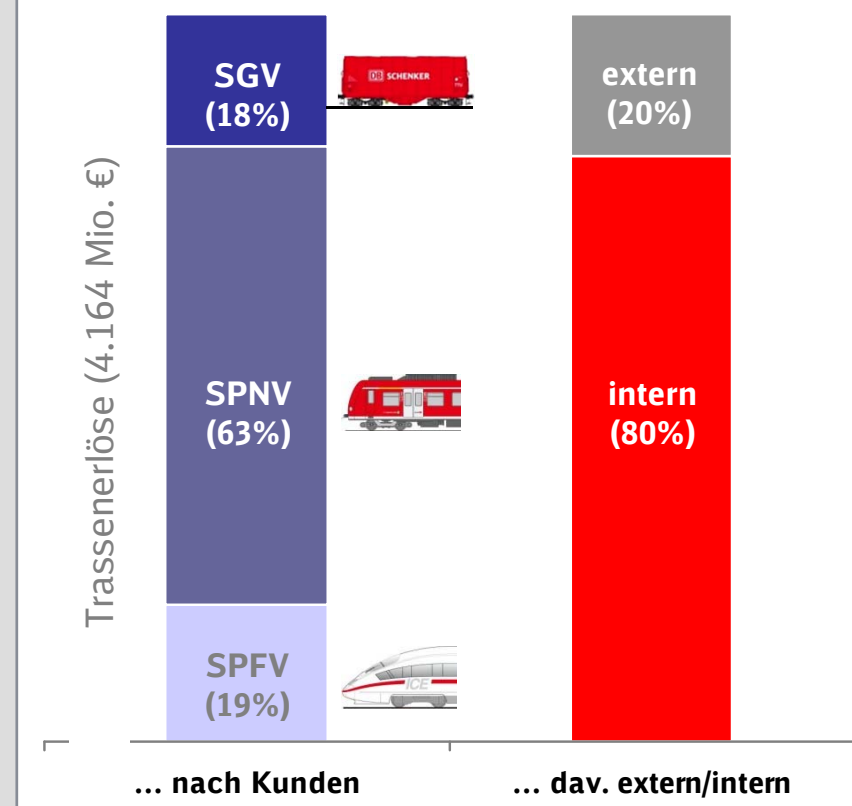 Trassenerlöse (4.164 Mio. €)
SGV
(18%)
DB SCHENKER
extern
(20%)
SPNV
(63%)
intern
(80%)
SPFV
(19%)
ICE
... nach Kunden
... dav. extern/intern